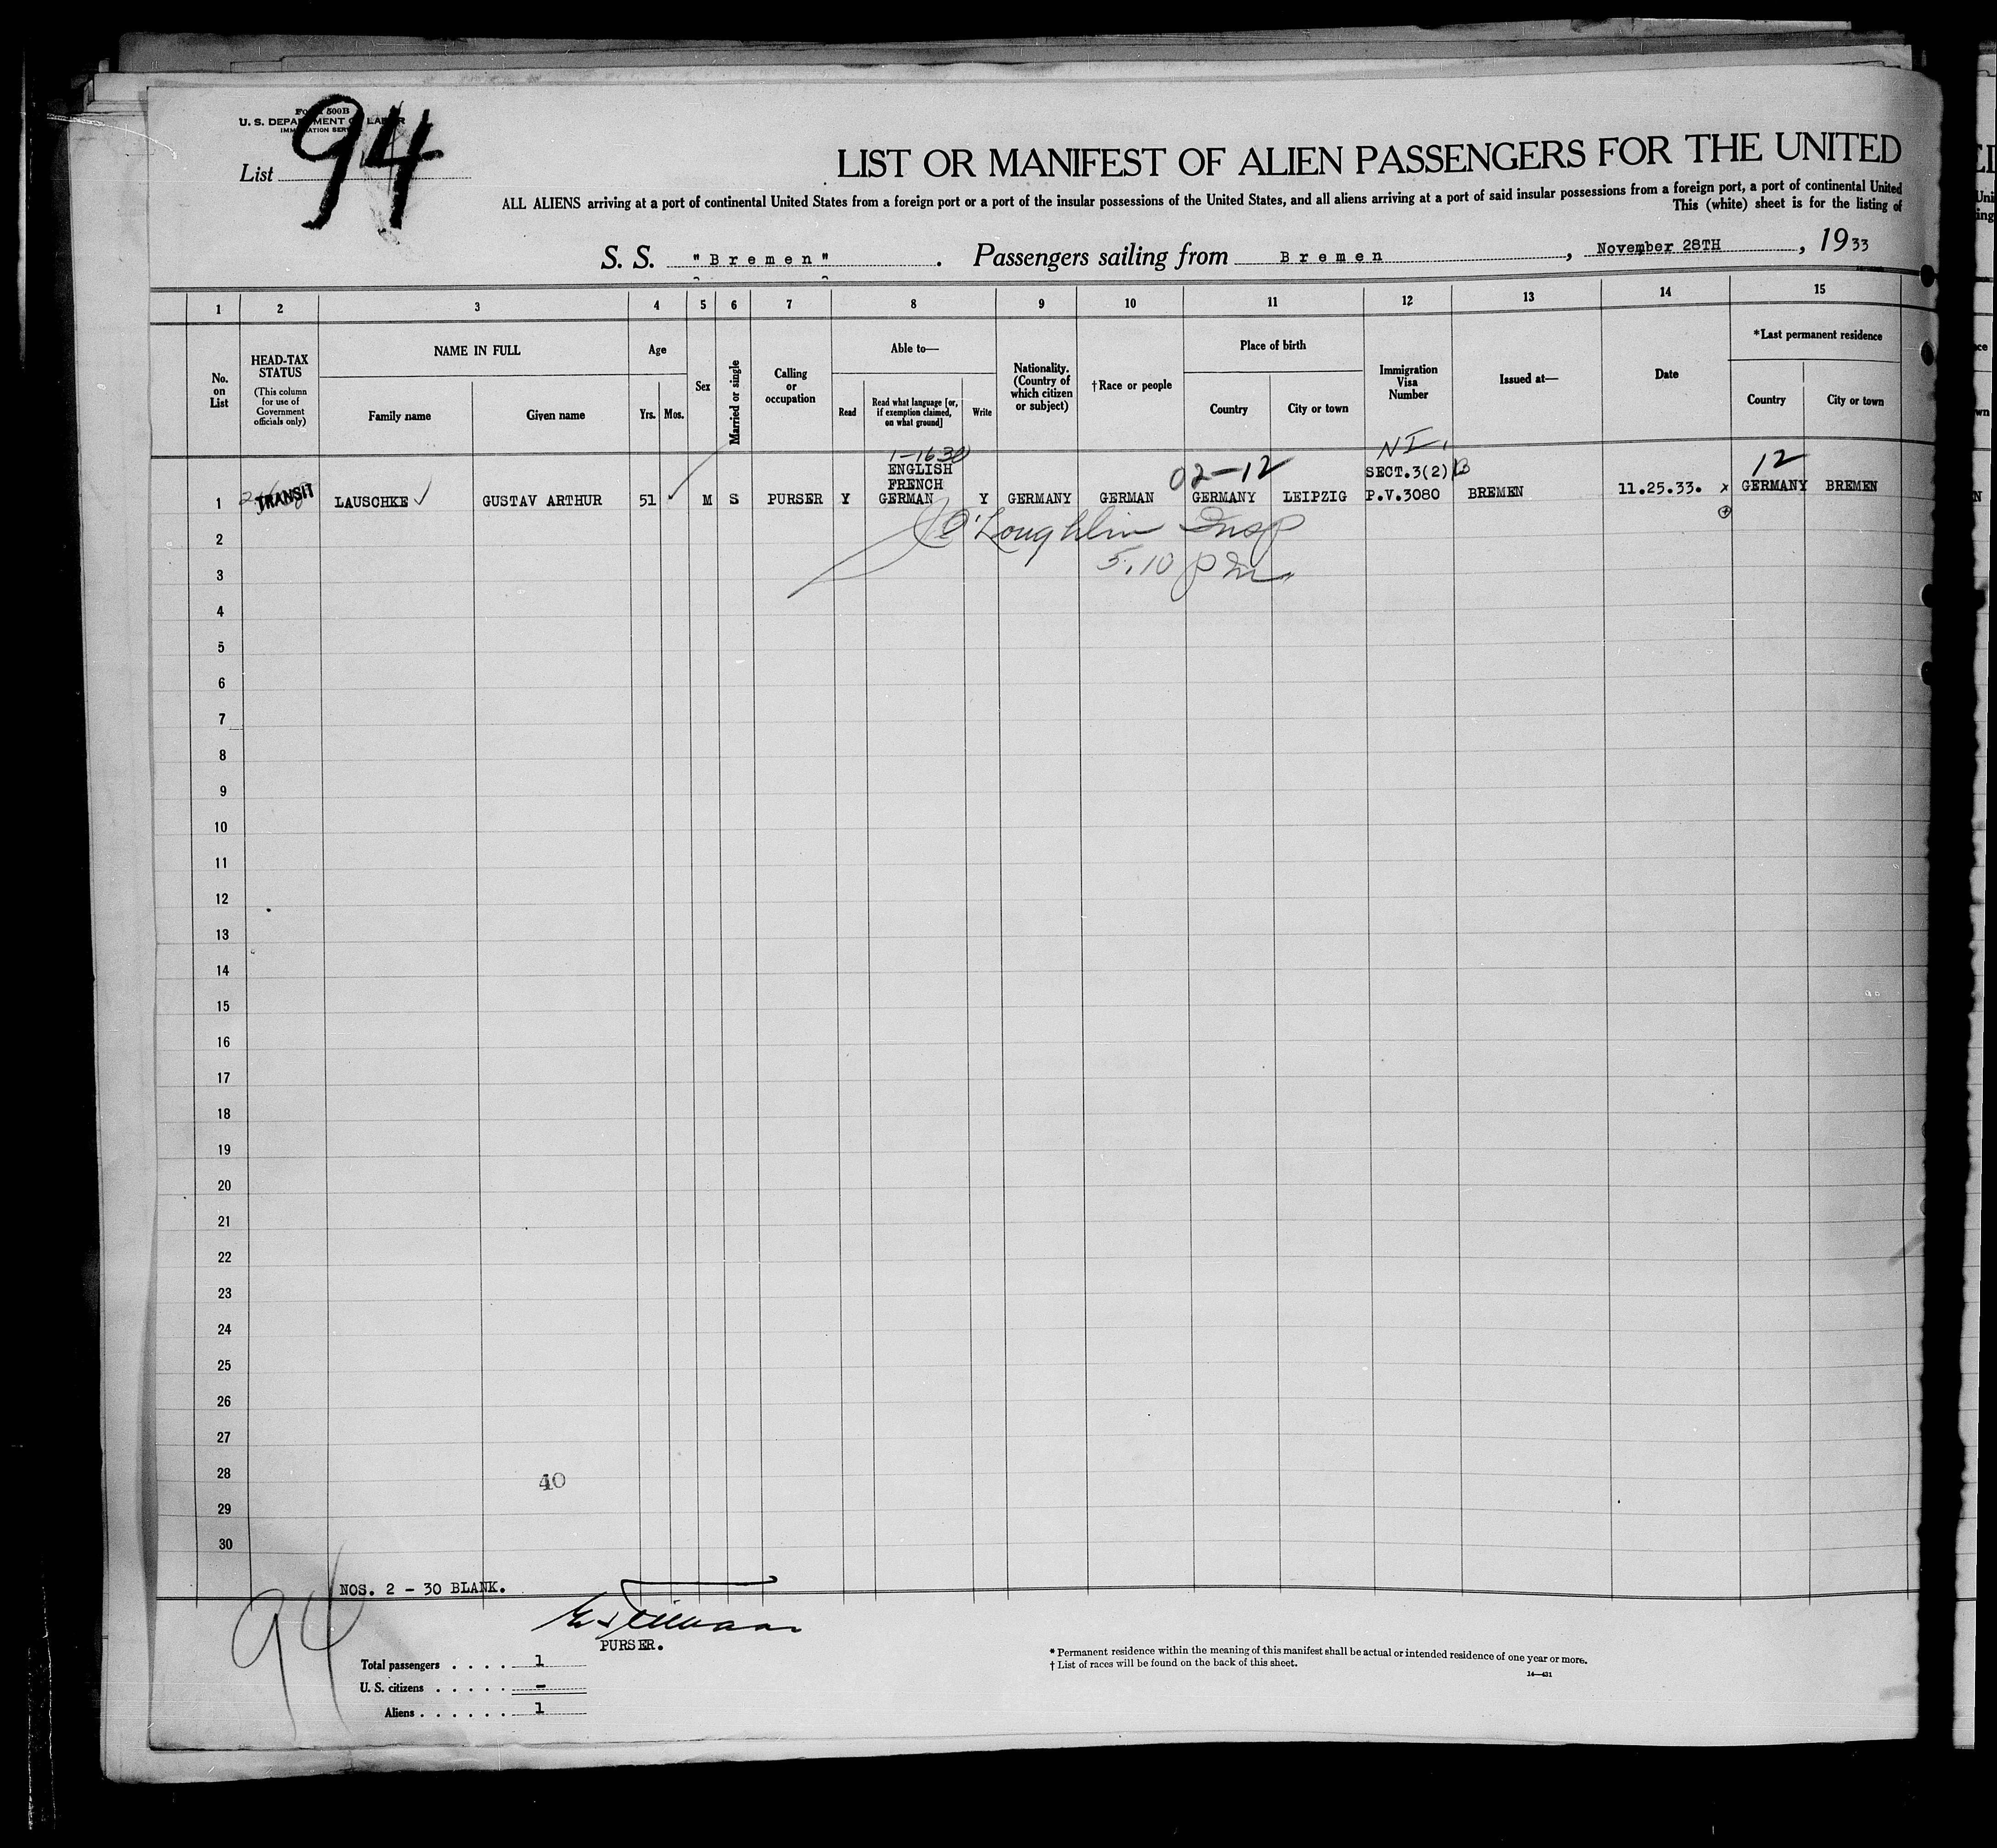 94
Form 500B
U. S. DEPARTMENT OF LABOR
IMMIGRATION SERVICE
List
LIST OR MANIFEST OF ALIEN PASSENGERS FOR THE UNITED
ALL ALIENS arriving at a port of continental United States from a foreign port or a port of the insular possessions of the United States, and all aliens arriving at a port of said insular possessions from a foreign port, a port of continental United
This (white) sheet is for the listing of
S. S. "Bremen". Passengers sailing from Bremen, November 28TH, 1933
1 2 3 4 5 6 7 8 9 10 11 12 13 14 15
No. on List
HEAD-TAX STATUS
(This column for use of Government officials only)
NAME IN FULL
Family name Given name
Age
Yrs. Mos.
Sex
Married or single
Calling or occupation
Able to—
Read
Read what language [or, if exemption claimed, on what ground]
Write
Nationality. (Country of which citizen or subject)
†Race or people
Place of birth
Country City or town
Immigration Visa Number
Issued at—
Date
*Last permanent residence
Country City or town
1-1630
02-12
NI
12
ENGLISH SECT.3(2)B
FRENCH
1 TRANSIT LAUSCHKE ✓ GUSTAV ARTHUR 51 ✓ M S PURSER Y GERMAN Y GERMANY GERMAN GERMANY LEIPZIG P.V.3080 BREMEN 11.25.33. x GERMANY BREMEN
2 O'Loughlin Insp
3 5.10 pm
4
5
6
7
8
9
10
11
12
13
14
15
16
17
18
19
20
21
22
23
24
25
26
27
28 40
29
30
NOS. 2 - 30 BLANK.
94
PURSER.
Total passengers . . . . 1
U. S. citizens . . . . . -
Aliens . . . . . . 1
* Permanent residence within the meaning of this manifest shall be actual or intended residence of one year or more.
† List of races will be found on the back of this sheet.
14—431